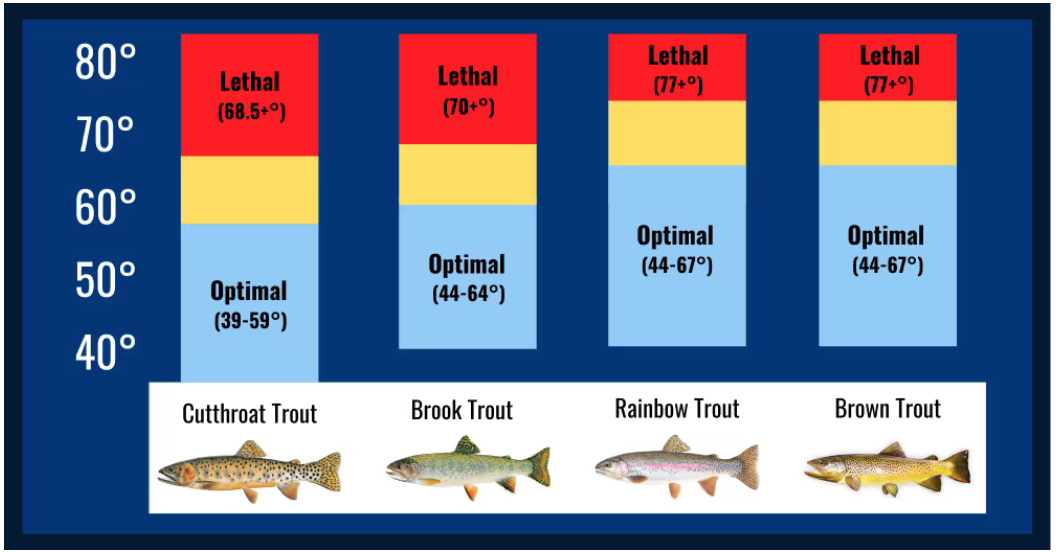 80°
70°
60°
50°
40°
Lethal
(68.5+°)
Optimal
(39-59°)
Lethal
(70+°)
Optimal
(44-64°)
Lethal
(77+°)
Optimal
(44-67°)
Lethal
(77+°)
Optimal
(44-67°)
Cutthroat Trout
Brook Trout
Rainbow Trout
Brown Trout